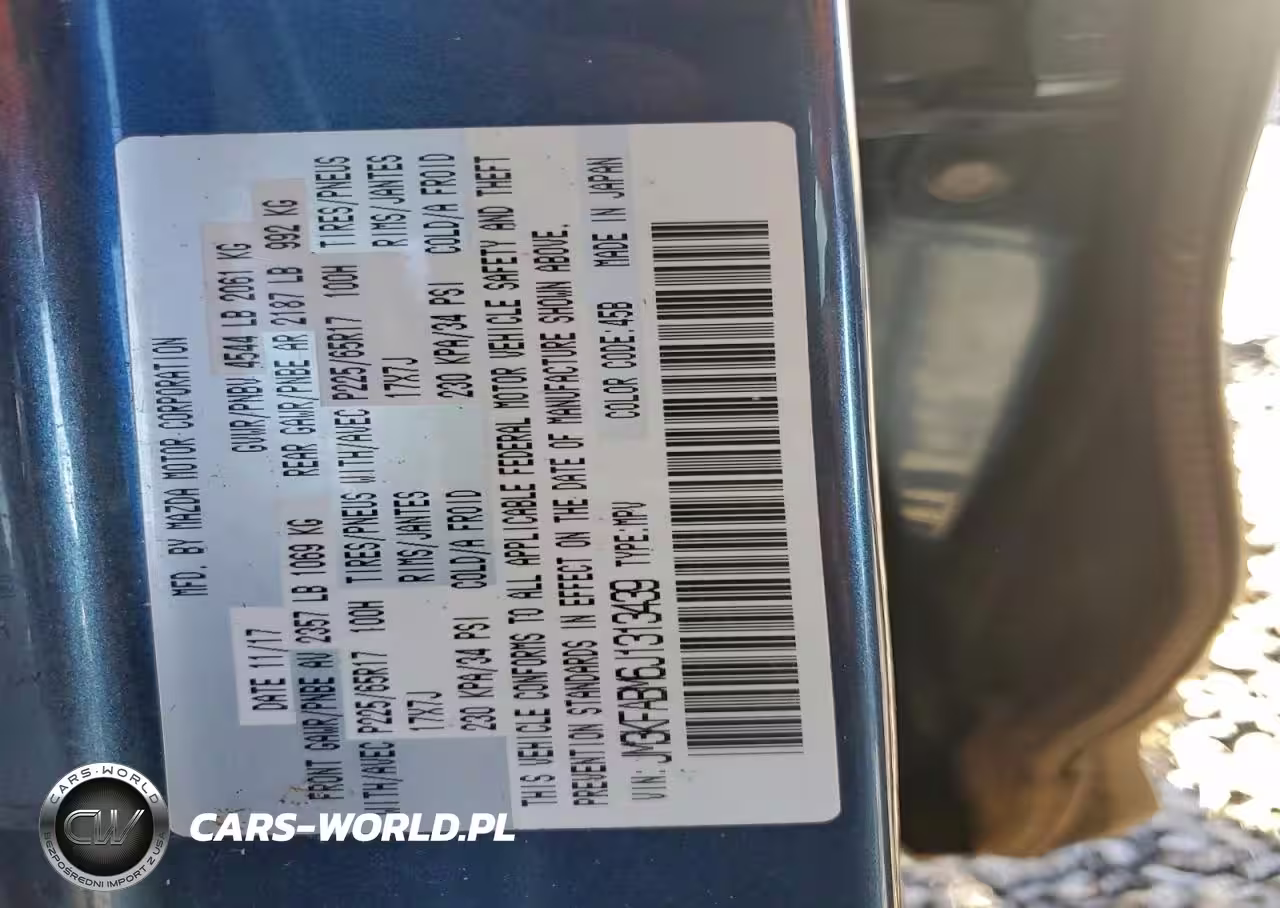 MFD. BY MAZDA MOTOR CORPORATION
DATE 11/17 GVWR/PNBV 4544 LB 2061 KG
FRONT GAWR/PNBE AV 2357 LB 1069 KG REAR GAWR/PNBE AR 2187 LB 992 KG
WITH/AVEC P225/65R17 100H TIRES/PNEUS WITH/AVEC P225/65R17 100H TIRES/PNEUS
17X7J RIMS/JANTES 17X7J RIMS/JANTES
230 KPA/34 PSI COLD/A FROID 230 KPA/34 PSI COLD/A FROID
THIS VEHICLE CONFORMS TO ALL APPLICABLE FEDERAL MOTOR VEHICLE SAFETY AND THEFT
PREVENTION STANDARDS IN EFFECT ON THE DATE OF MANUFACTURE SHOWN ABOVE.
VIN: JM3KFABM6J1313439 TYPE:MPV COLOR CODE.45B MADE IN JAPAN
CARS-WORLD
CW
BEZPOŚREDNI IMPORT Z USA
CARS-WORLD.PL